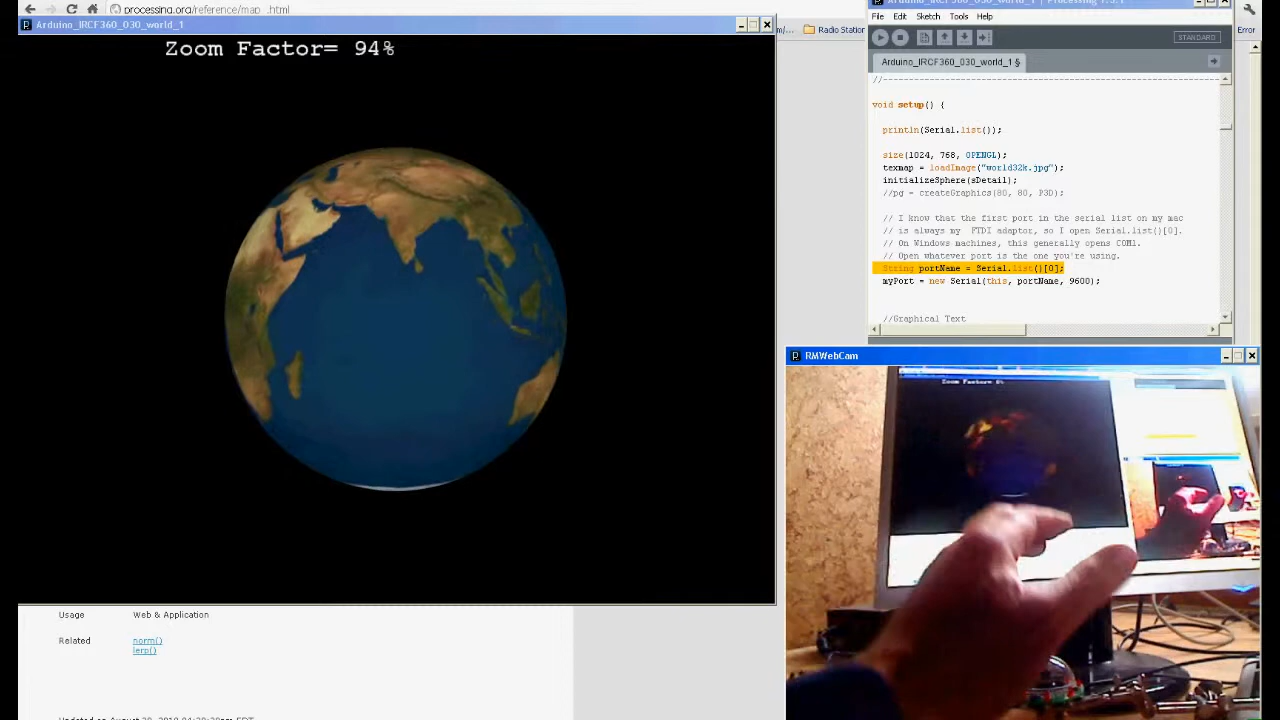 processing.org/reference/map_.html
Arduino_IRCF360_030_world_1
Zoom Factor= 94%
Radio Station
Error
File Edit Sketch Tools Help
STANDARD
Arduino_IRCF360_030_world_1 §
void setup() {
println(Serial.list());
size(1024, 768, OPENGL);
texmap = loadImage("world32k.jpg");
initializeSphere(sDetail);
//pg = createGraphics(80, 80, P3D);
// I know that the first port in the serial list on my mac
// is always my  FTDI adaptor, so I open Serial.list()[0].
// On Windows machines, this generally opens COM1.
// Open whatever port is the one you're using.
String portName = Serial.list()[0];
myPort = new Serial(this, portName, 9600);
//Graphical Text
RMWebCam
Zoom Factor=
Usage Web & Application
Related norm()
lerp()